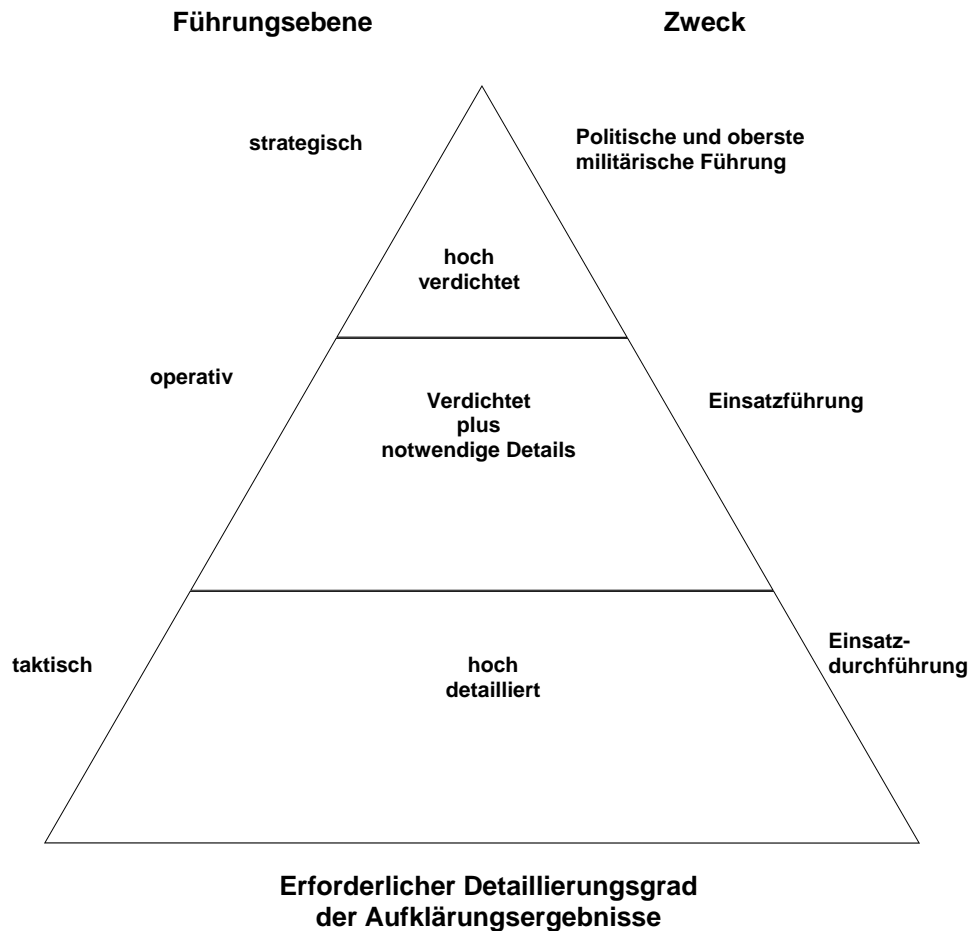 Führungsebene
Zweck
strategisch
Politische und oberste
militärische Führung
hoch
verdichtet
operativ
Verdichtet
plus
notwendige Details
Einsatzführung
taktisch
hoch
detailliert
Einsatz-
durchführung
Erforderlicher Detaillierungsgrad
der Aufklärungsergebnisse